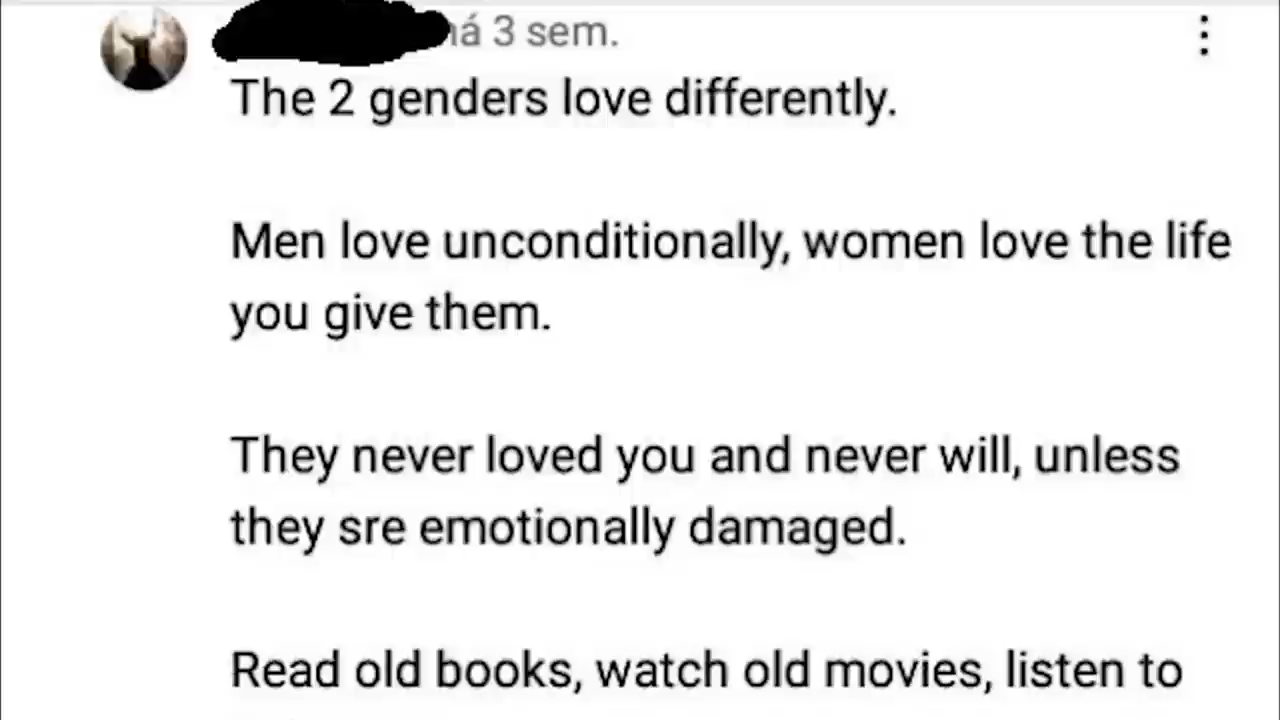 há 3 sem.
The 2 genders love differently.
Men love unconditionally, women love the life
you give them.
They never loved you and never will, unless
they sre emotionally damaged.
Read old books, watch old movies, listen to